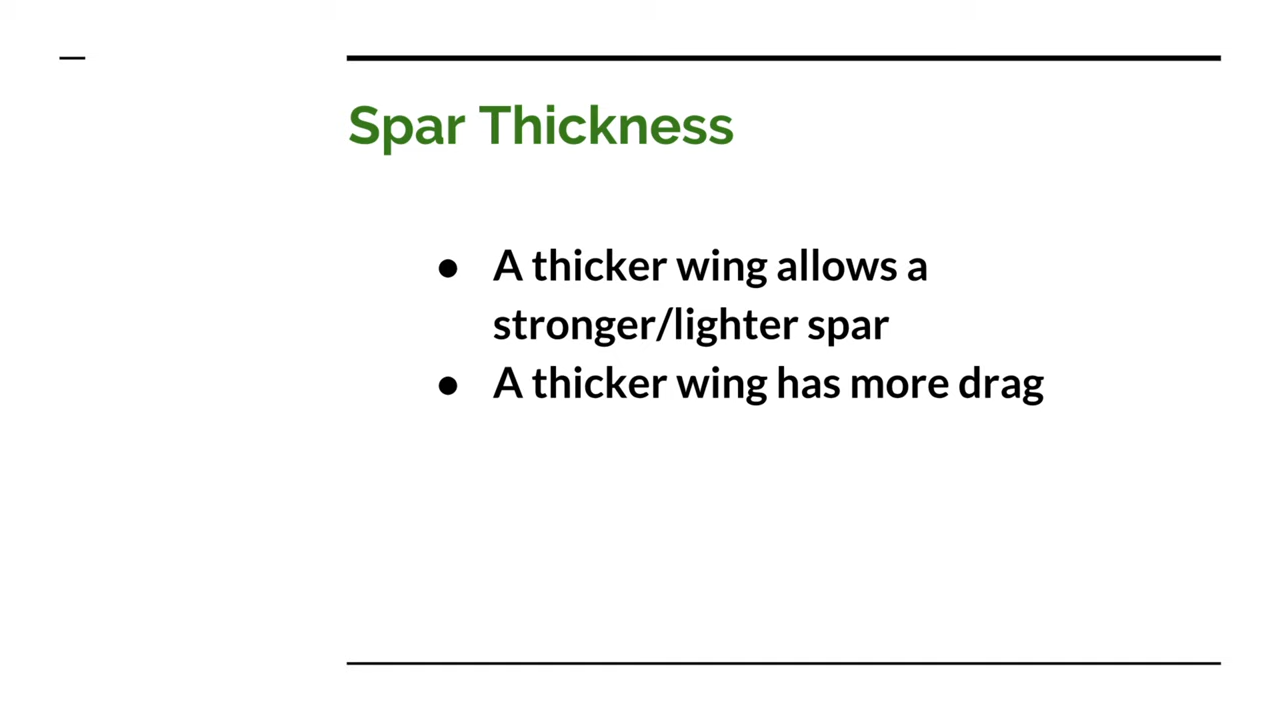 Spar Thickness
● A thicker wing allows a
stronger/lighter spar
● A thicker wing has more drag